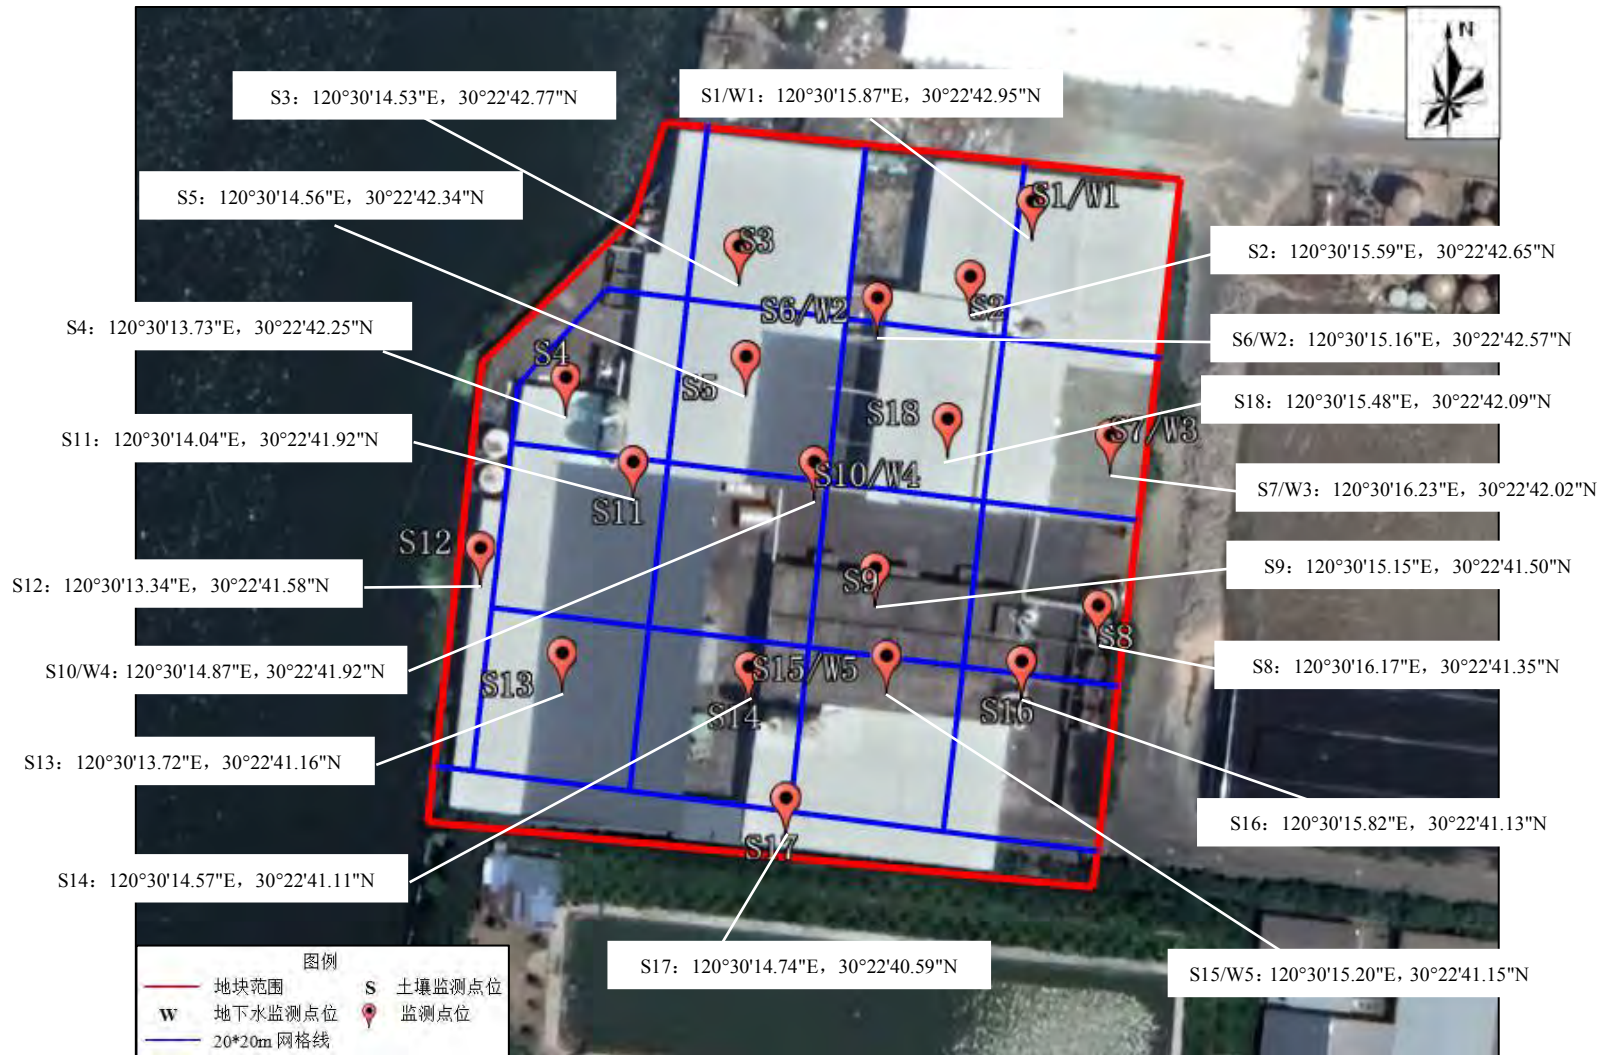 N
S3：120°30'14.53"E，30°22'42.77"N
S1/W1：120°30'15.87"E，30°22'42.95"N
S5：120°30'14.56"E，30°22'42.34"N
S1/W1
S3
S2：120°30'15.59"E，30°22'42.65"N
S6/W2
S2
S4：120°30'13.73"E，30°22'42.25"N
S6/W2：120°30'15.16"E，30°22'42.57"N
S4
S5
S18：120°30'15.48"E，30°22'42.09"N
S18
S7/W3
S11：120°30'14.04"E，30°22'41.92"N
S10/W4
S7/W3：120°30'16.23"E，30°22'42.02"N
S11
S12
S9
S9：120°30'15.15"E，30°22'41.50"N
S12：120°30'13.34"E，30°22'41.58"N
S8
S10/W4：120°30'14.87"E，30°22'41.92"N
S8：120°30'16.17"E，30°22'41.35"N
S13
S15/W5
S14
S16
S13：120°30'13.72"E，30°22'41.16"N
S16：120°30'15.82"E，30°22'41.13"N
S17
S14：120°30'14.57"E，30°22'41.11"N
S17：120°30'14.74"E，30°22'40.59"N
S15/W5：120°30'15.20"E，30°22'41.15"N
图例
地块范围
S 土壤监测点位
W 地下水监测点位
监测点位
20*20m 网格线